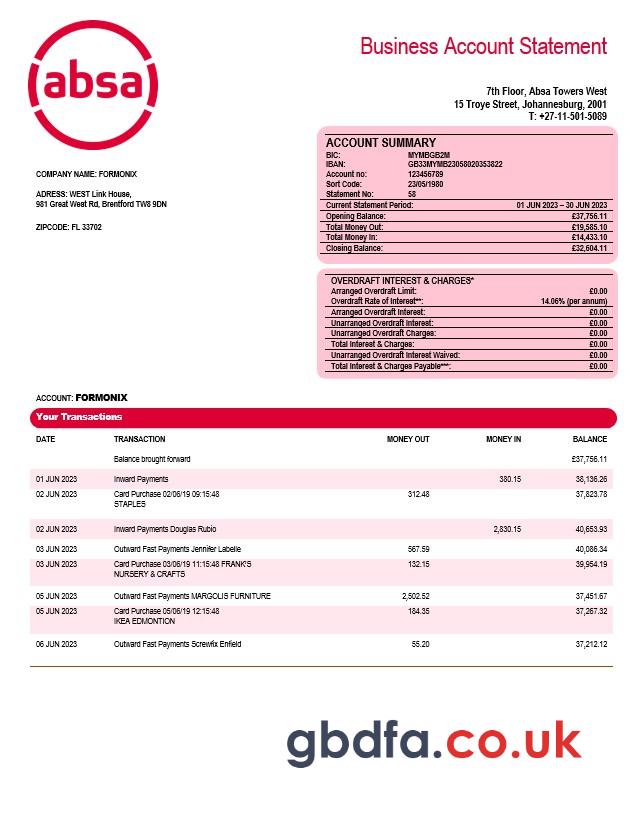 absa
Business Account Statement
7th Floor, Absa Towers West
15 Troye Street, Johannesburg, 2001
T: +27-11-501-5089
COMPANY NAME: FORMONIX
ADRESS: WEST Link House,
981 Great West Rd, Brentford TW8 9DN
ZIPCODE: FL 33702
ACCOUNT SUMMARY
BIC: MYMBGB2M
IBAN: GB33MYMB23058020353822
Account no: 123456789
Sort Code: 23/05/1980
Statement No: 58
Current Statement Period: 01 JUN 2023 – 30 JUN 2023
Opening Balance: £37,756.11
Total Money Out: £19,585.10
Total Money In: £14,433.10
Closing Balance: £32,604.11
OVERDRAFT INTEREST & CHARGES*
Arranged Overdraft Limit: £0.00
Overdraft Rate of Interest**: 14.06% (per annum)
Arranged Overdraft Interest: £0.00
Unarranged Overdraft Interest: £0.00
Unarranged Overdraft Charges: £0.00
Total Interest & Charges: £0.00
Unarranged Overdraft Interest Waived: £0.00
Total Interest & Charges Payable***: £0.00
ACCOUNT: FORMONIX
Your Transactions
DATE TRANSACTION MONEY OUT MONEY IN BALANCE
Balance brought forward £37,756.11
01 JUN 2023 Inward Payments 380.15 38,136.26
02 JUN 2023 Card Purchase 02/06/19 09:15:48 312.48 37,823.78
STAPLES
02 JUN 2023 Inward Payments Douglas Rubio 2,830.15 40,653.93
03 JUN 2023 Outward Fast Payments Jennifer Labelle 567.59 40,086.34
03 JUN 2023 Card Purchase 03/06/19 11:15:48 FRANK'S 132.15 39,954.19
NURSERY & CRAFTS
05 JUN 2023 Outward Fast Payments MARGOLIS FURNITURE 2,502.52 37,451.67
05 JUN 2023 Card Purchase 05/06/19 12:15:48 184.35 37,267.32
IKEA EDMONTION
06 JUN 2023 Outward Fast Payments Screwfix Enfield 55.20 37,212.12
gbdfa.co.uk